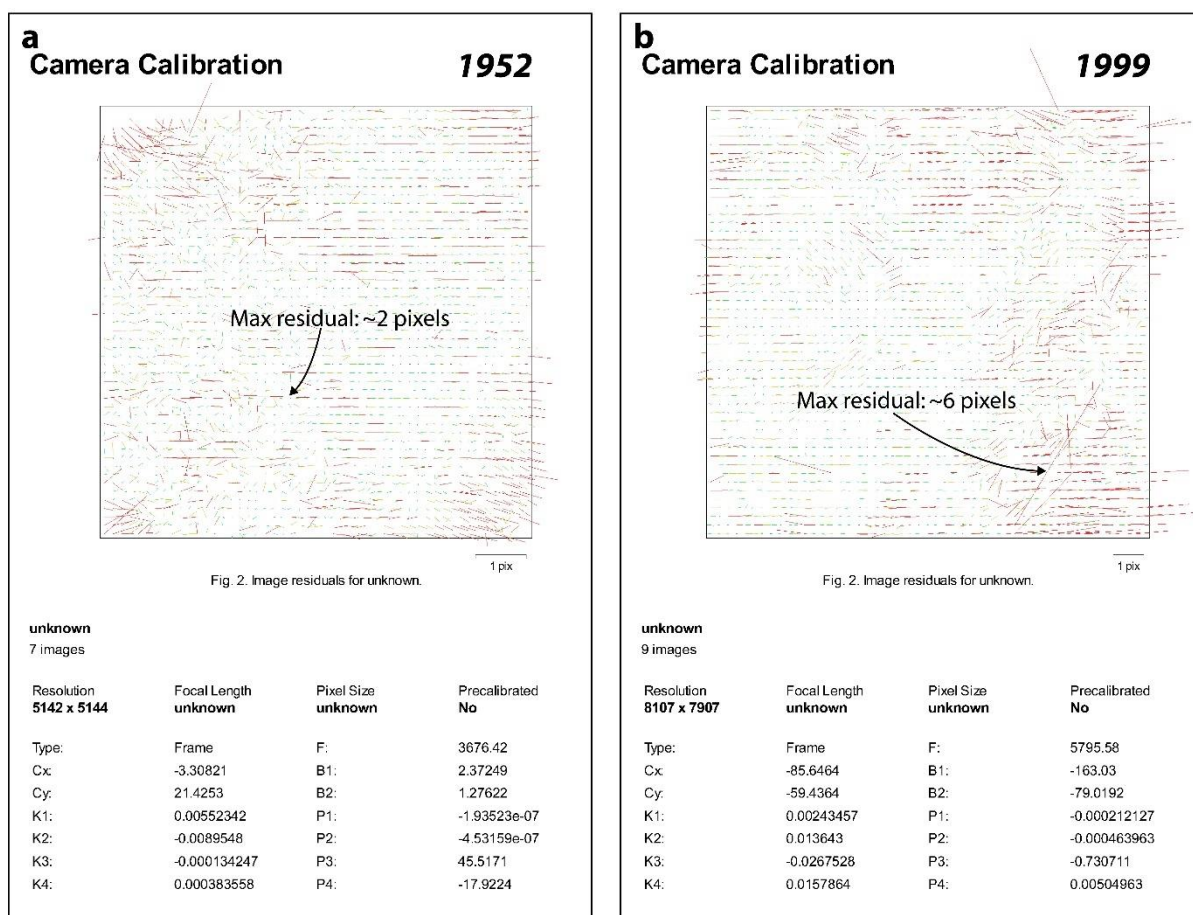 a
Camera Calibration 1952
Max residual: ~2 pixels
1 pix
Fig. 2. Image residuals for unknown.
unknown
7 images
Resolution Focal Length Pixel Size Precalibrated
5142 x 5144 unknown unknown No
Type: Frame F: 3676.42
Cx: -3.30821 B1: 2.37249
Cy: 21.4253 B2: 1.27622
K1: 0.00552342 P1: -1.93523e-07
K2: -0.0089548 P2: -4.53159e-07
K3: -0.000134247 P3: 45.5171
K4: 0.000383558 P4: -17.9224
b
Camera Calibration 1999
Max residual: ~6 pixels
1 pix
Fig. 2. Image residuals for unknown.
unknown
9 images
Resolution Focal Length Pixel Size Precalibrated
8107 x 7907 unknown unknown No
Type: Frame F: 5795.58
Cx: -85.6464 B1: -163.03
Cy: -59.4364 B2: -79.0192
K1: 0.00243457 P1: -0.000212127
K2: 0.013643 P2: -0.000463963
K3: -0.0267528 P3: -0.730711
K4: 0.0157864 P4: 0.00504963